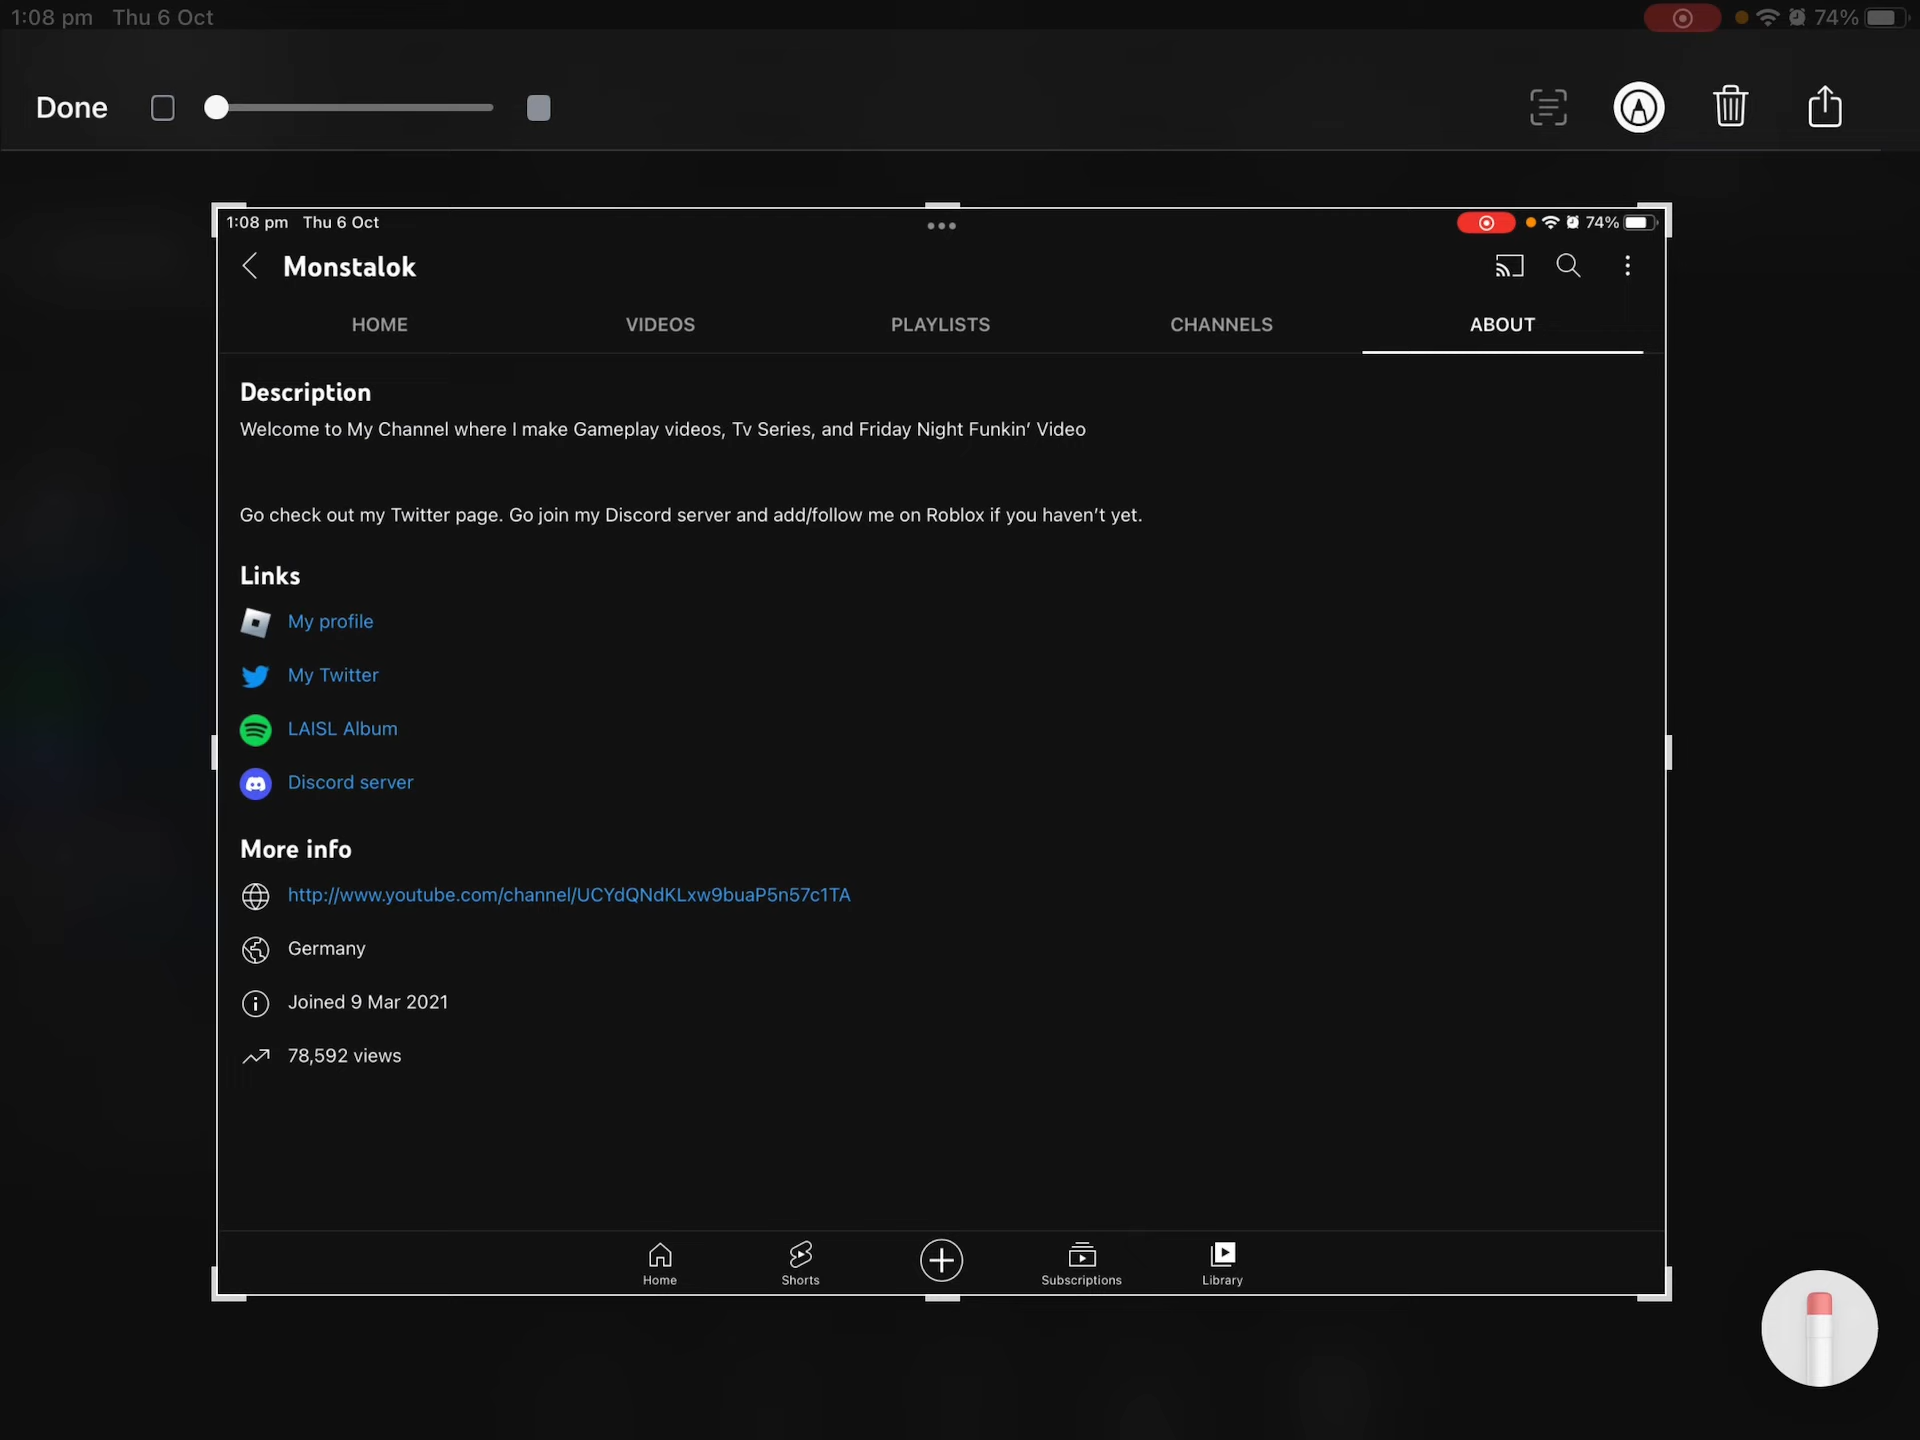 1:08 pm Thu 6 Oct
74%
Done
1:08 pm Thu 6 Oct
74%
Monstalok
HOME
VIDEOS
PLAYLISTS
CHANNELS
ABOUT
Description
Welcome to My Channel where I make Gameplay videos, Tv Series, and Friday Night Funkin’ Video
Go check out my Twitter page. Go join my Discord server and add/follow me on Roblox if you haven’t yet.
Links
My profile
My Twitter
LAISL Album
Discord server
More info
http://www.youtube.com/channel/UCYdQNdKLxw9buaP5n57c1TA
Germany
Joined 9 Mar 2021
78,592 views
Home
Shorts
Subscriptions
Library